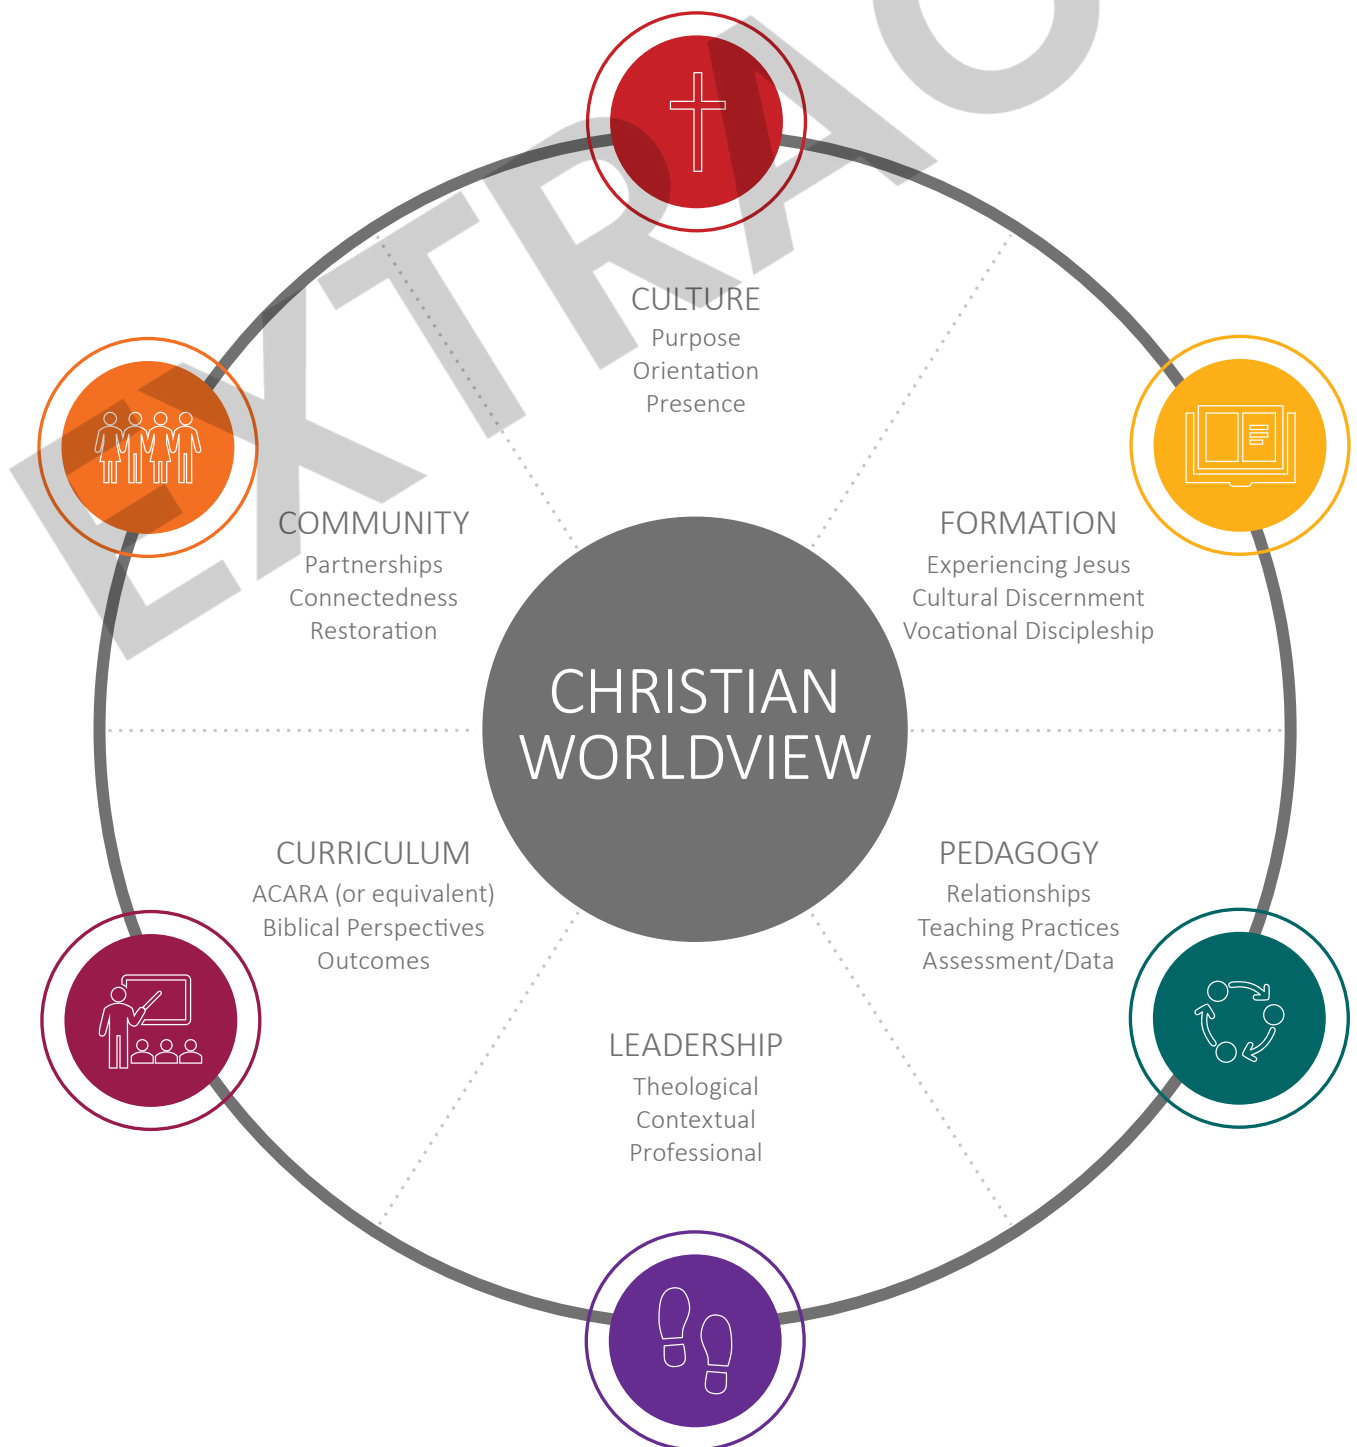 EXTRAC
CULTURE
Purpose
Orientation
Presence
FORMATION
Experiencing Jesus
Cultural Discernment
Vocational Discipleship
PEDAGOGY
Relationships
Teaching Practices
Assessment/Data
LEADERSHIP
Theological
Contextual
Professional
CURRICULUM
ACARA (or equivalent)
Biblical Perspectives
Outcomes
COMMUNITY
Partnerships
Connectedness
Restoration
CHRISTIAN
WORLDVIEW